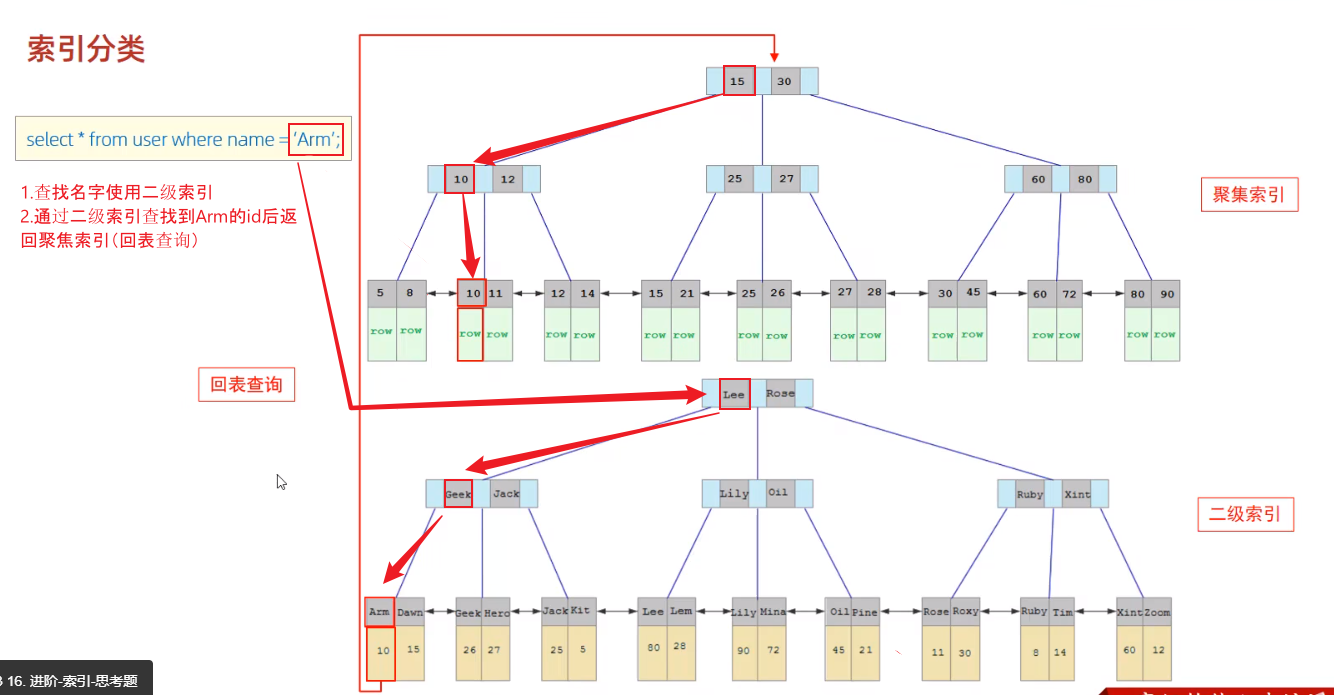 索引分类
select * from user where name = ‘Arm’;
1.查找名字使用二级索引
2.通过二级索引查找到Arm的id后返
回聚焦索引(回表查询)
15 30
10 12 25 27 60 80
聚集索引
5 8 10 11 12 14 15 21 25 26 27 28 30 45 60 72 80 90
row row row row row row row row row row row row row row row row row row
回表查询
Lee Rose
Geek Jack Lily Oil Ruby Xint
二级索引
Arm Dawn Geek Hero Jack Kit Lee Lem Lily Mina Oil Pine Rose Roxy Ruby Tim Xint Zoom
10 15 26 27 25 5 80 28 90 72 45 21 11 30 8 14 60 12
16. 进阶-索引-思考题